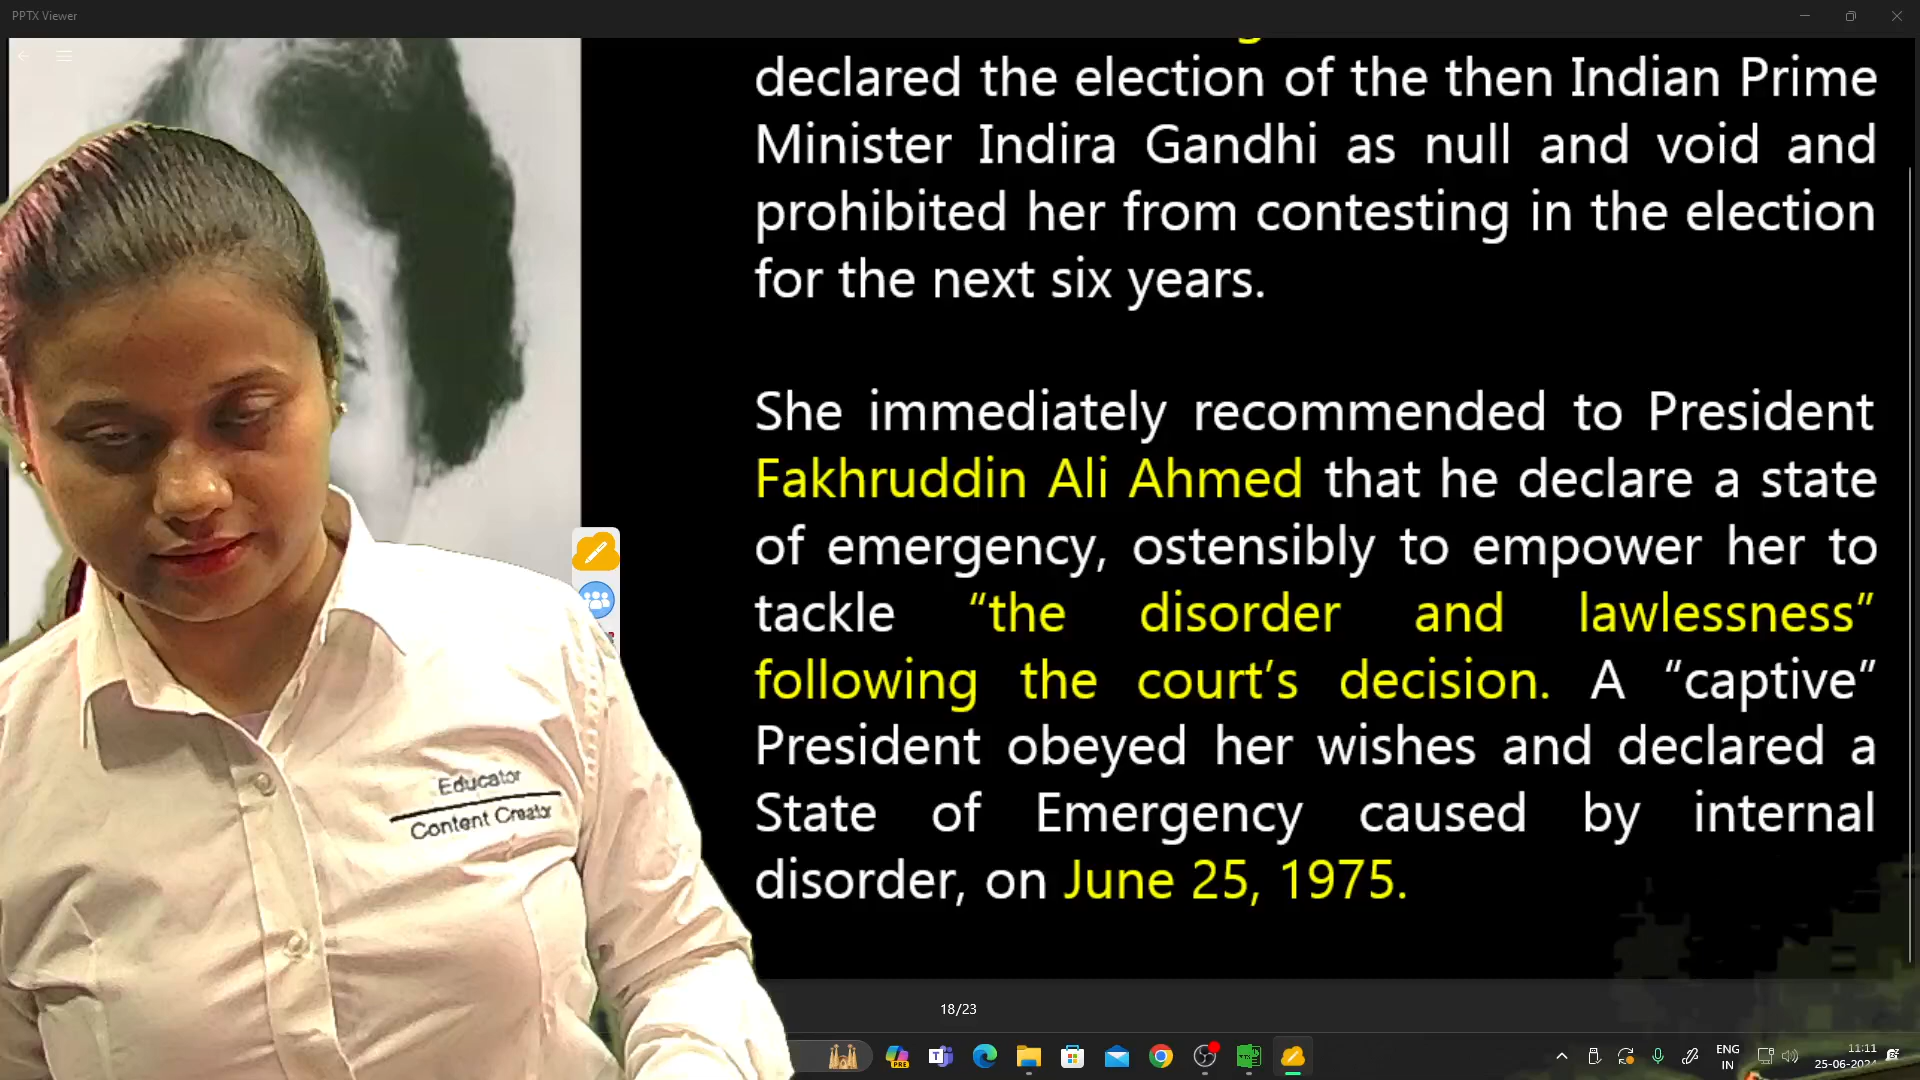 PPTX Viewer
declared the election of the then Indian Prime
Minister Indira Gandhi as null and void and
prohibited her from contesting in the election
for the next six years.
She immediately recommended to President
Fakhruddin Ali Ahmed that he declare a state
of emergency, ostensibly to empower her to
tackle “the disorder and lawlessness”
following the court’s decision. A “captive”
President obeyed her wishes and declared a
State of Emergency caused by internal
disorder, on June 25, 1975.
Educator
Content Creator
18/23
PRE
ENG
IN
11:11
25-06-2024